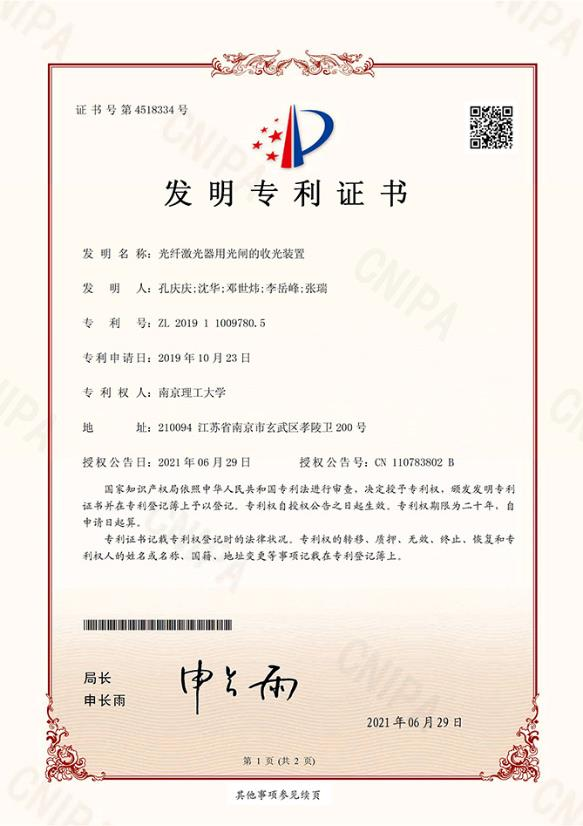 证书号第4518334号
发明专利证书
发明名称：光纤激光器用光闸的收光装置
发明人：孔庆庆;沈华;邓世炜;李岳峰;张瑞
专利号：ZL 2019 1 1009780.5
专利申请日：2019年10月23日
专利权人：南京理工大学
地址：210094 江苏省南京市玄武区孝陵卫200号
授权公告日：2021年06月29日 授权公告号：CN 110783802 B
国家知识产权局依照中华人民共和国专利法进行审查，决定授予专利权，颁发发明专利
证书并在专利登记簿上予以登记。专利权自授权公告之日起生效。专利权期限为二十年，自
申请日起算。
专利证书记载专利权登记时的法律状况。专利权的转移、质押、无效、终止、恢复和专
利权人的姓名或名称、国籍、地址变更等事项记载在专利登记簿上。
局长
申长雨
申长雨
2021年06月29日
第1页(共2页)
其他事项参见续页
CNIPA
CNIPA
CNIPA
CNIPA
CNIPA